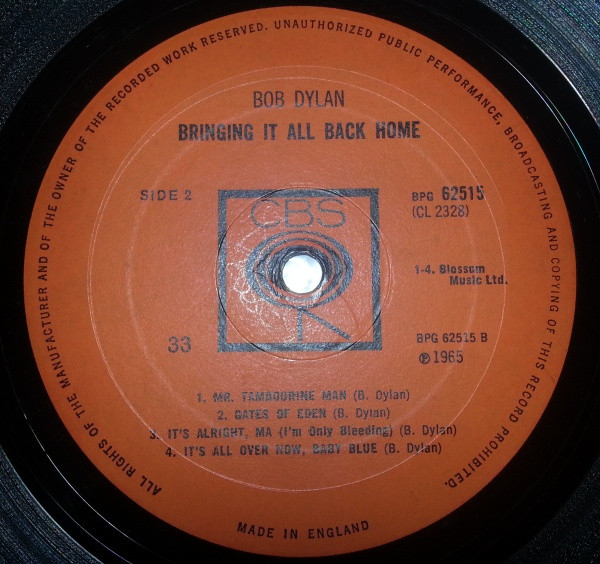 ALL RIGHTS OF THE MANUFACTURER AND OF THE OWNER OF THE RECORDED WORK RESERVED. UNAUTHORIZED PUBLIC PERFORMANCE, BROADCASTING AND COPYING OF THIS RECORD PROHIBITED.
BOB DYLAN
BRINGING IT ALL BACK HOME
SIDE 2
CBS
BPG 62515
(CL 2328)
1-4. Blossom
Music Ltd.
33
BPG 62515 B
℗ 1965
1. MR. TAMBOURINE MAN (B. Dylan)
2. GATES OF EDEN (B. Dylan)
3. IT'S ALRIGHT, MA (I'm Only Bleeding) (B. Dylan)
4. IT'S ALL OVER NOW, BABY BLUE (B. Dylan)
MADE IN ENGLAND